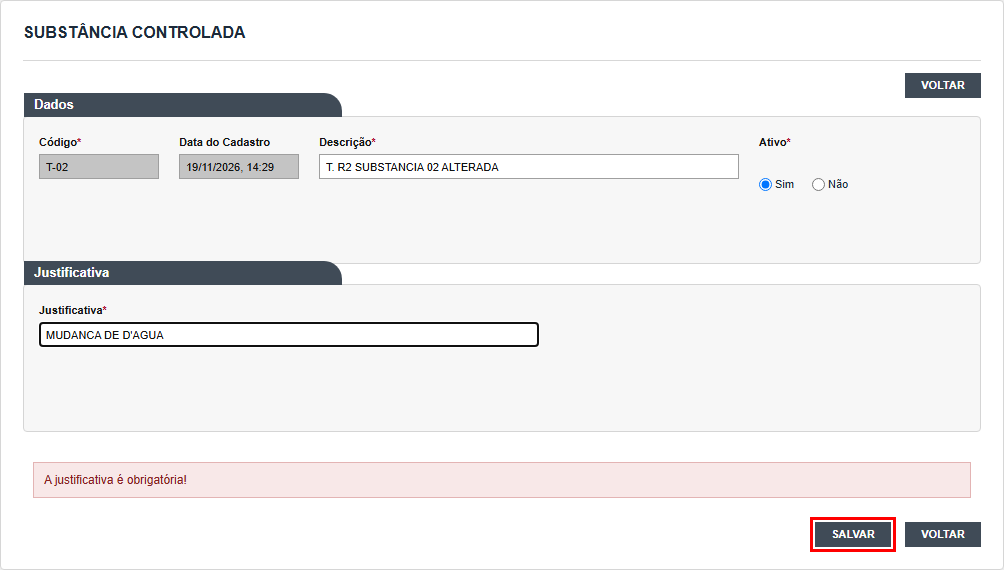 SUBSTÂNCIA CONTROLADA
VOLTAR
Dados
Código* Data do Cadastro Descrição* Ativo*
T-02 19/11/2026, 14:29 T. R2 SUBSTANCIA 02 ALTERADA
Sim Não
Justificativa
Justificativa*
MUDANCA DE D'AGUA
A justificativa é obrigatória!
SALVAR VOLTAR